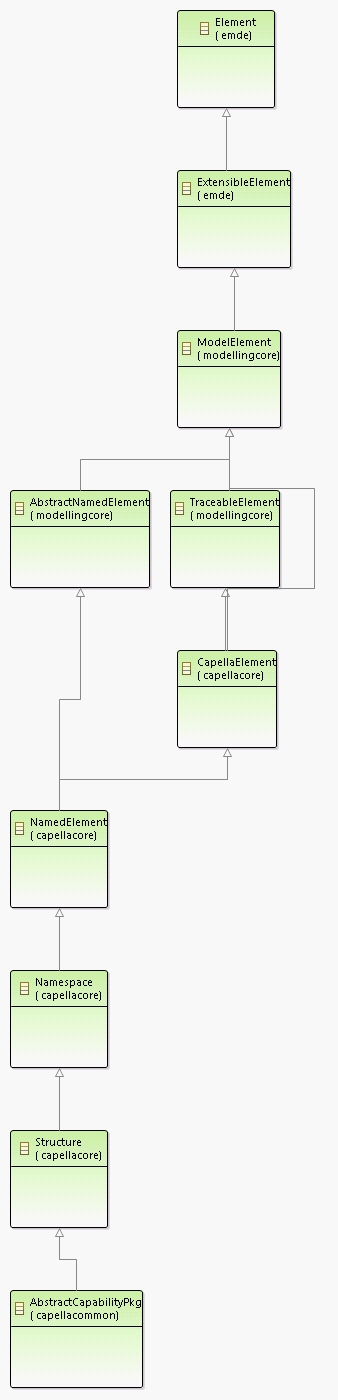 Element
( emde)
ExtensibleElement
( emde)
ModelElement
( modellingcore)
AbstractNamedElement
( modellingcore)
TraceableElement
( modellingcore)
CapellaElement
( capellacore)
NamedElement
( capellacore)
Namespace
( capellacore)
Structure
( capellacore)
AbstractCapabilityPkg
( capellacommon)